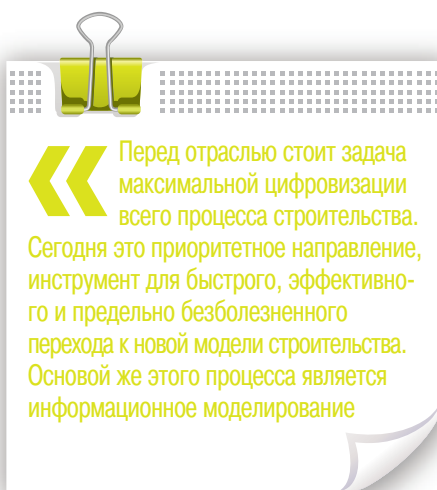 « Перед отраслью стоит задача
максимальной цифровизации
всего процесса строительства.
Сегодня это приоритетное направление,
инструмент для быстрого, эффективно-
го и предельно безболезненного
перехода к новой модели строительства.
Основой же этого процесса является
информационное моделирование